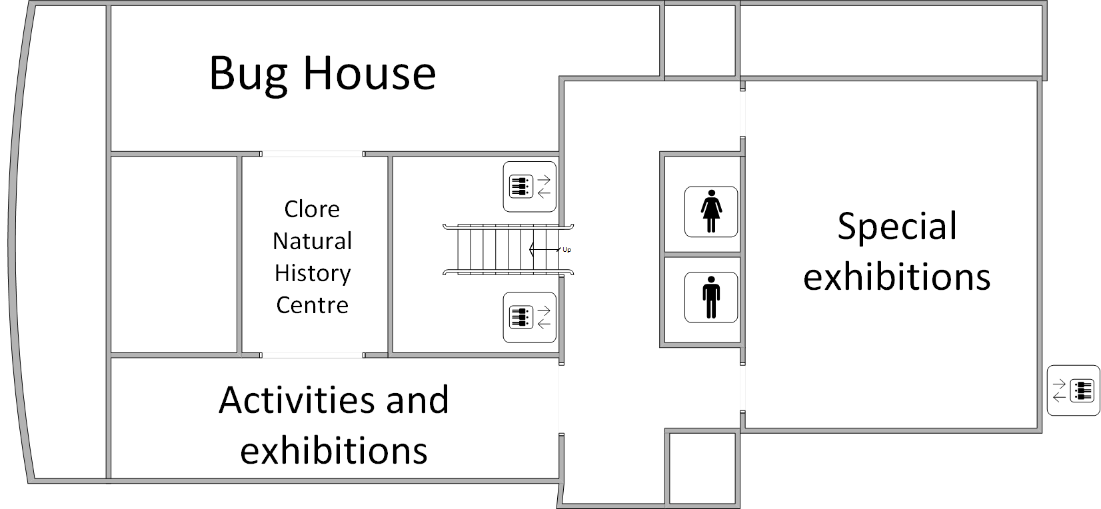 Bug House
Clore
Natural
History
Centre
Up
Special
exhibitions
Activities and
exhibitions